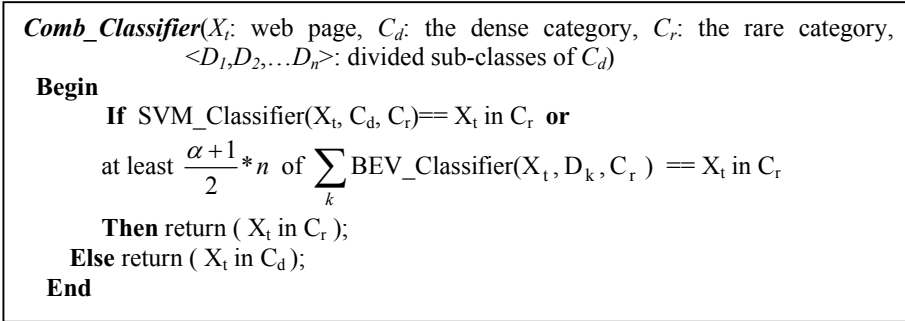 Comb_Classifier(Xt: web page, Cd: the dense category, Cr: the rare category,
<D1,D2,…Dn>: divided sub-classes of Cd)
Begin
If SVM_Classifier(Xt, Cd, Cr)== Xt in Cr or
at least (α+1)/2 * n of ∑k BEV_Classifier(Xt, Dk, Cr ) == Xt in Cr
Then return ( Xt in Cr );
Else return ( Xt in Cd );
End